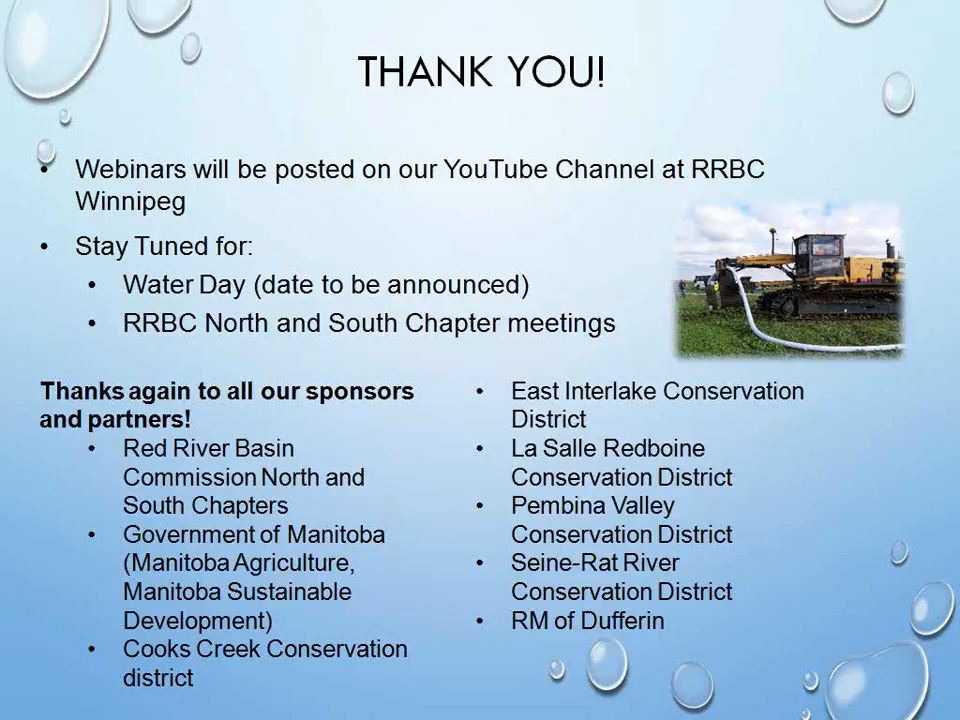 THANK YOU!
• Webinars will be posted on our YouTube Channel at RRBC
Winnipeg
• Stay Tuned for:
• Water Day (date to be announced)
• RRBC North and South Chapter meetings
Thanks again to all our sponsors
and partners!
• Red River Basin
Commission North and
South Chapters
• Government of Manitoba
(Manitoba Agriculture,
Manitoba Sustainable
Development)
• Cooks Creek Conservation
district
• East Interlake Conservation
District
• La Salle Redboine
Conservation District
• Pembina Valley
Conservation District
• Seine-Rat River
Conservation District
• RM of Dufferin